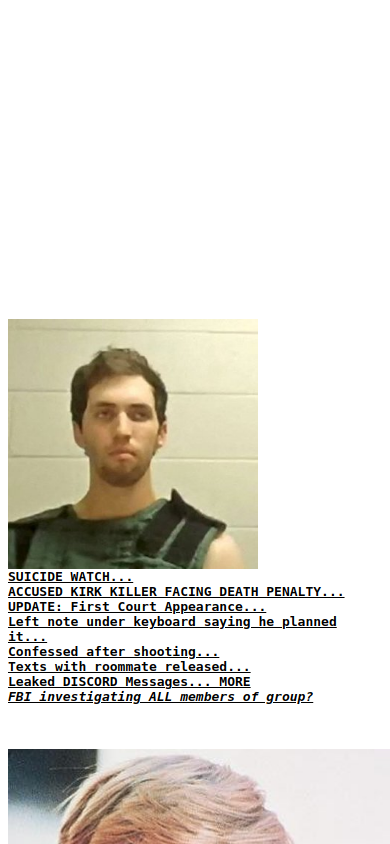 SUICIDE WATCH...
ACCUSED KIRK KILLER FACING DEATH PENALTY...
UPDATE: First Court Appearance...
Left note under keyboard saying he planned
it...
Confessed after shooting...
Texts with roommate released...
Leaked DISCORD Messages... MORE
FBI investigating ALL members of group?